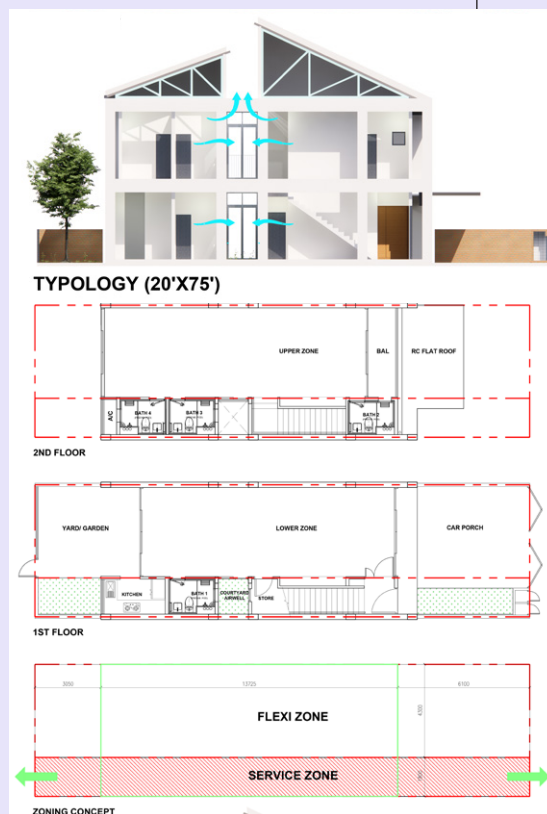 TYPOLOGY (20'X75')
UPPER ZONE
BAL
RC FLAT ROOF
A/C
BATH 4
BATH 3
BATH 2
2ND FLOOR
YARD/ GARDEN
LOWER ZONE
CAR PORCH
KITCHEN
BATH 1
COURTYARD
AIRWELL
STORE
1ST FLOOR
3050
13725
6100
FLEXI ZONE
4700
SERVICE ZONE
ZONING CONCEPT